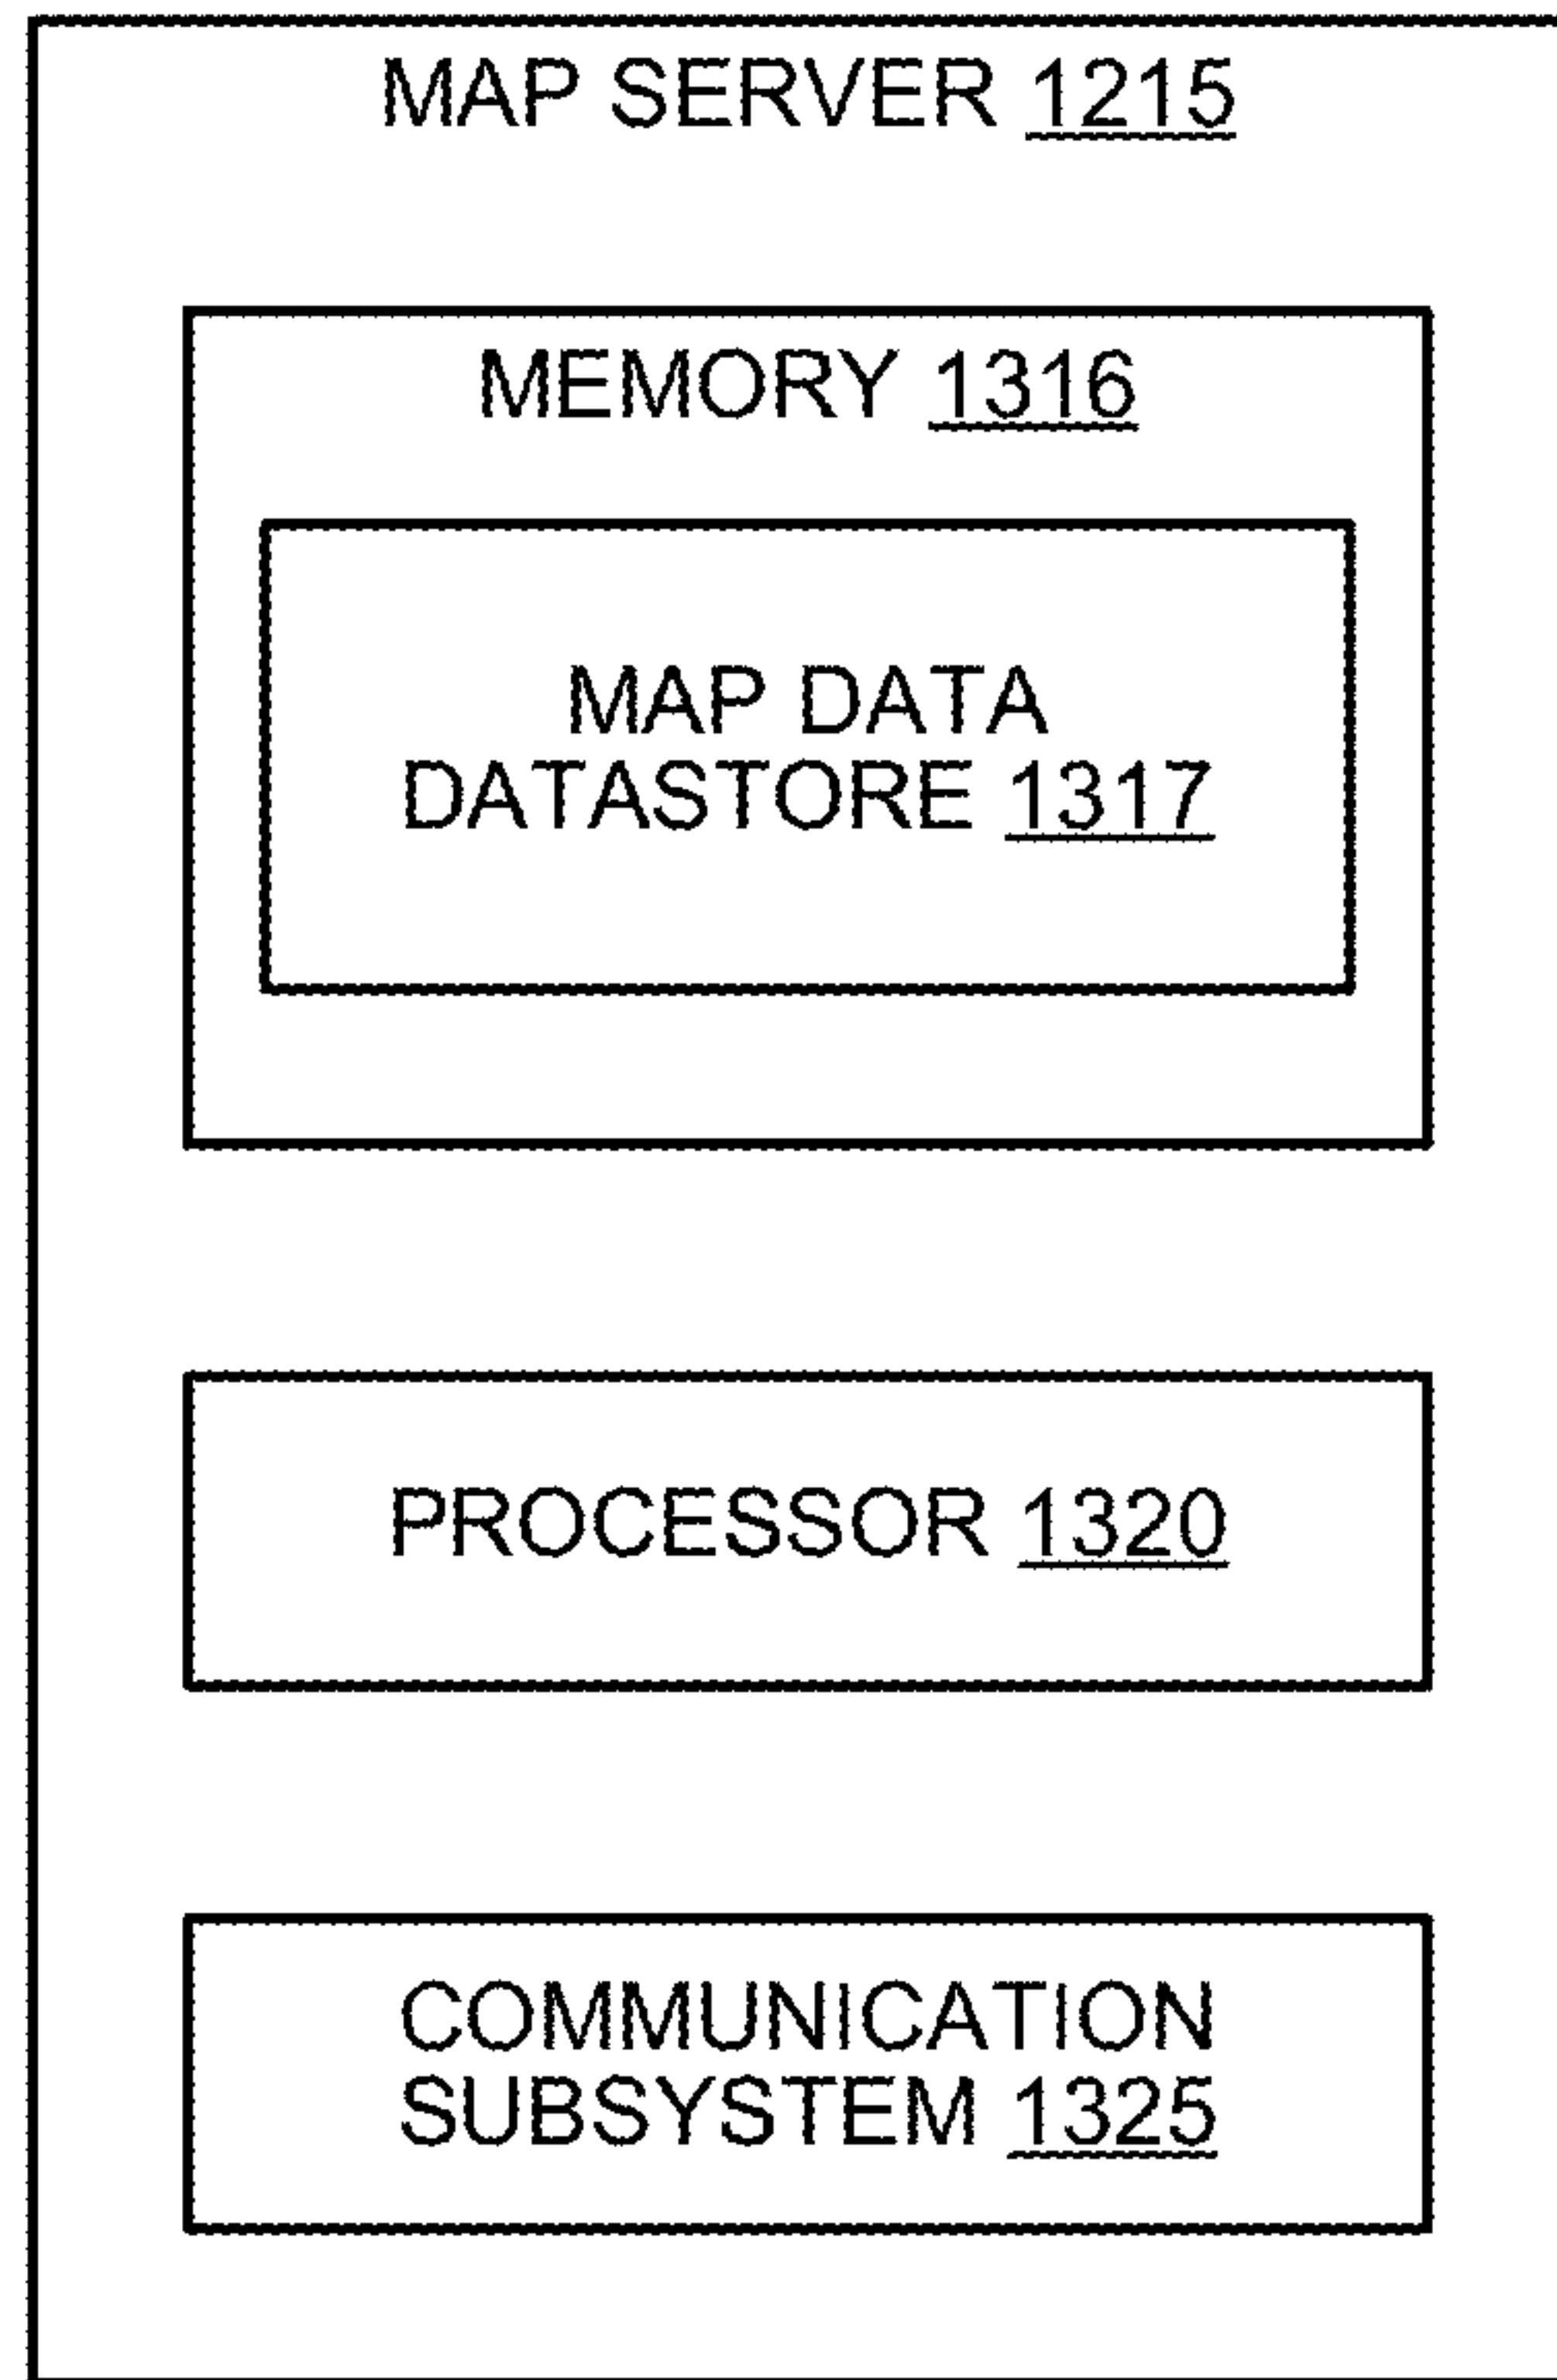 MAP SERVER 1215
MEMORY 1316
MAP DATA
DATASTORE 1317
PROCESSOR 1320
COMMUNICATION
SUBSYSTEM 1325